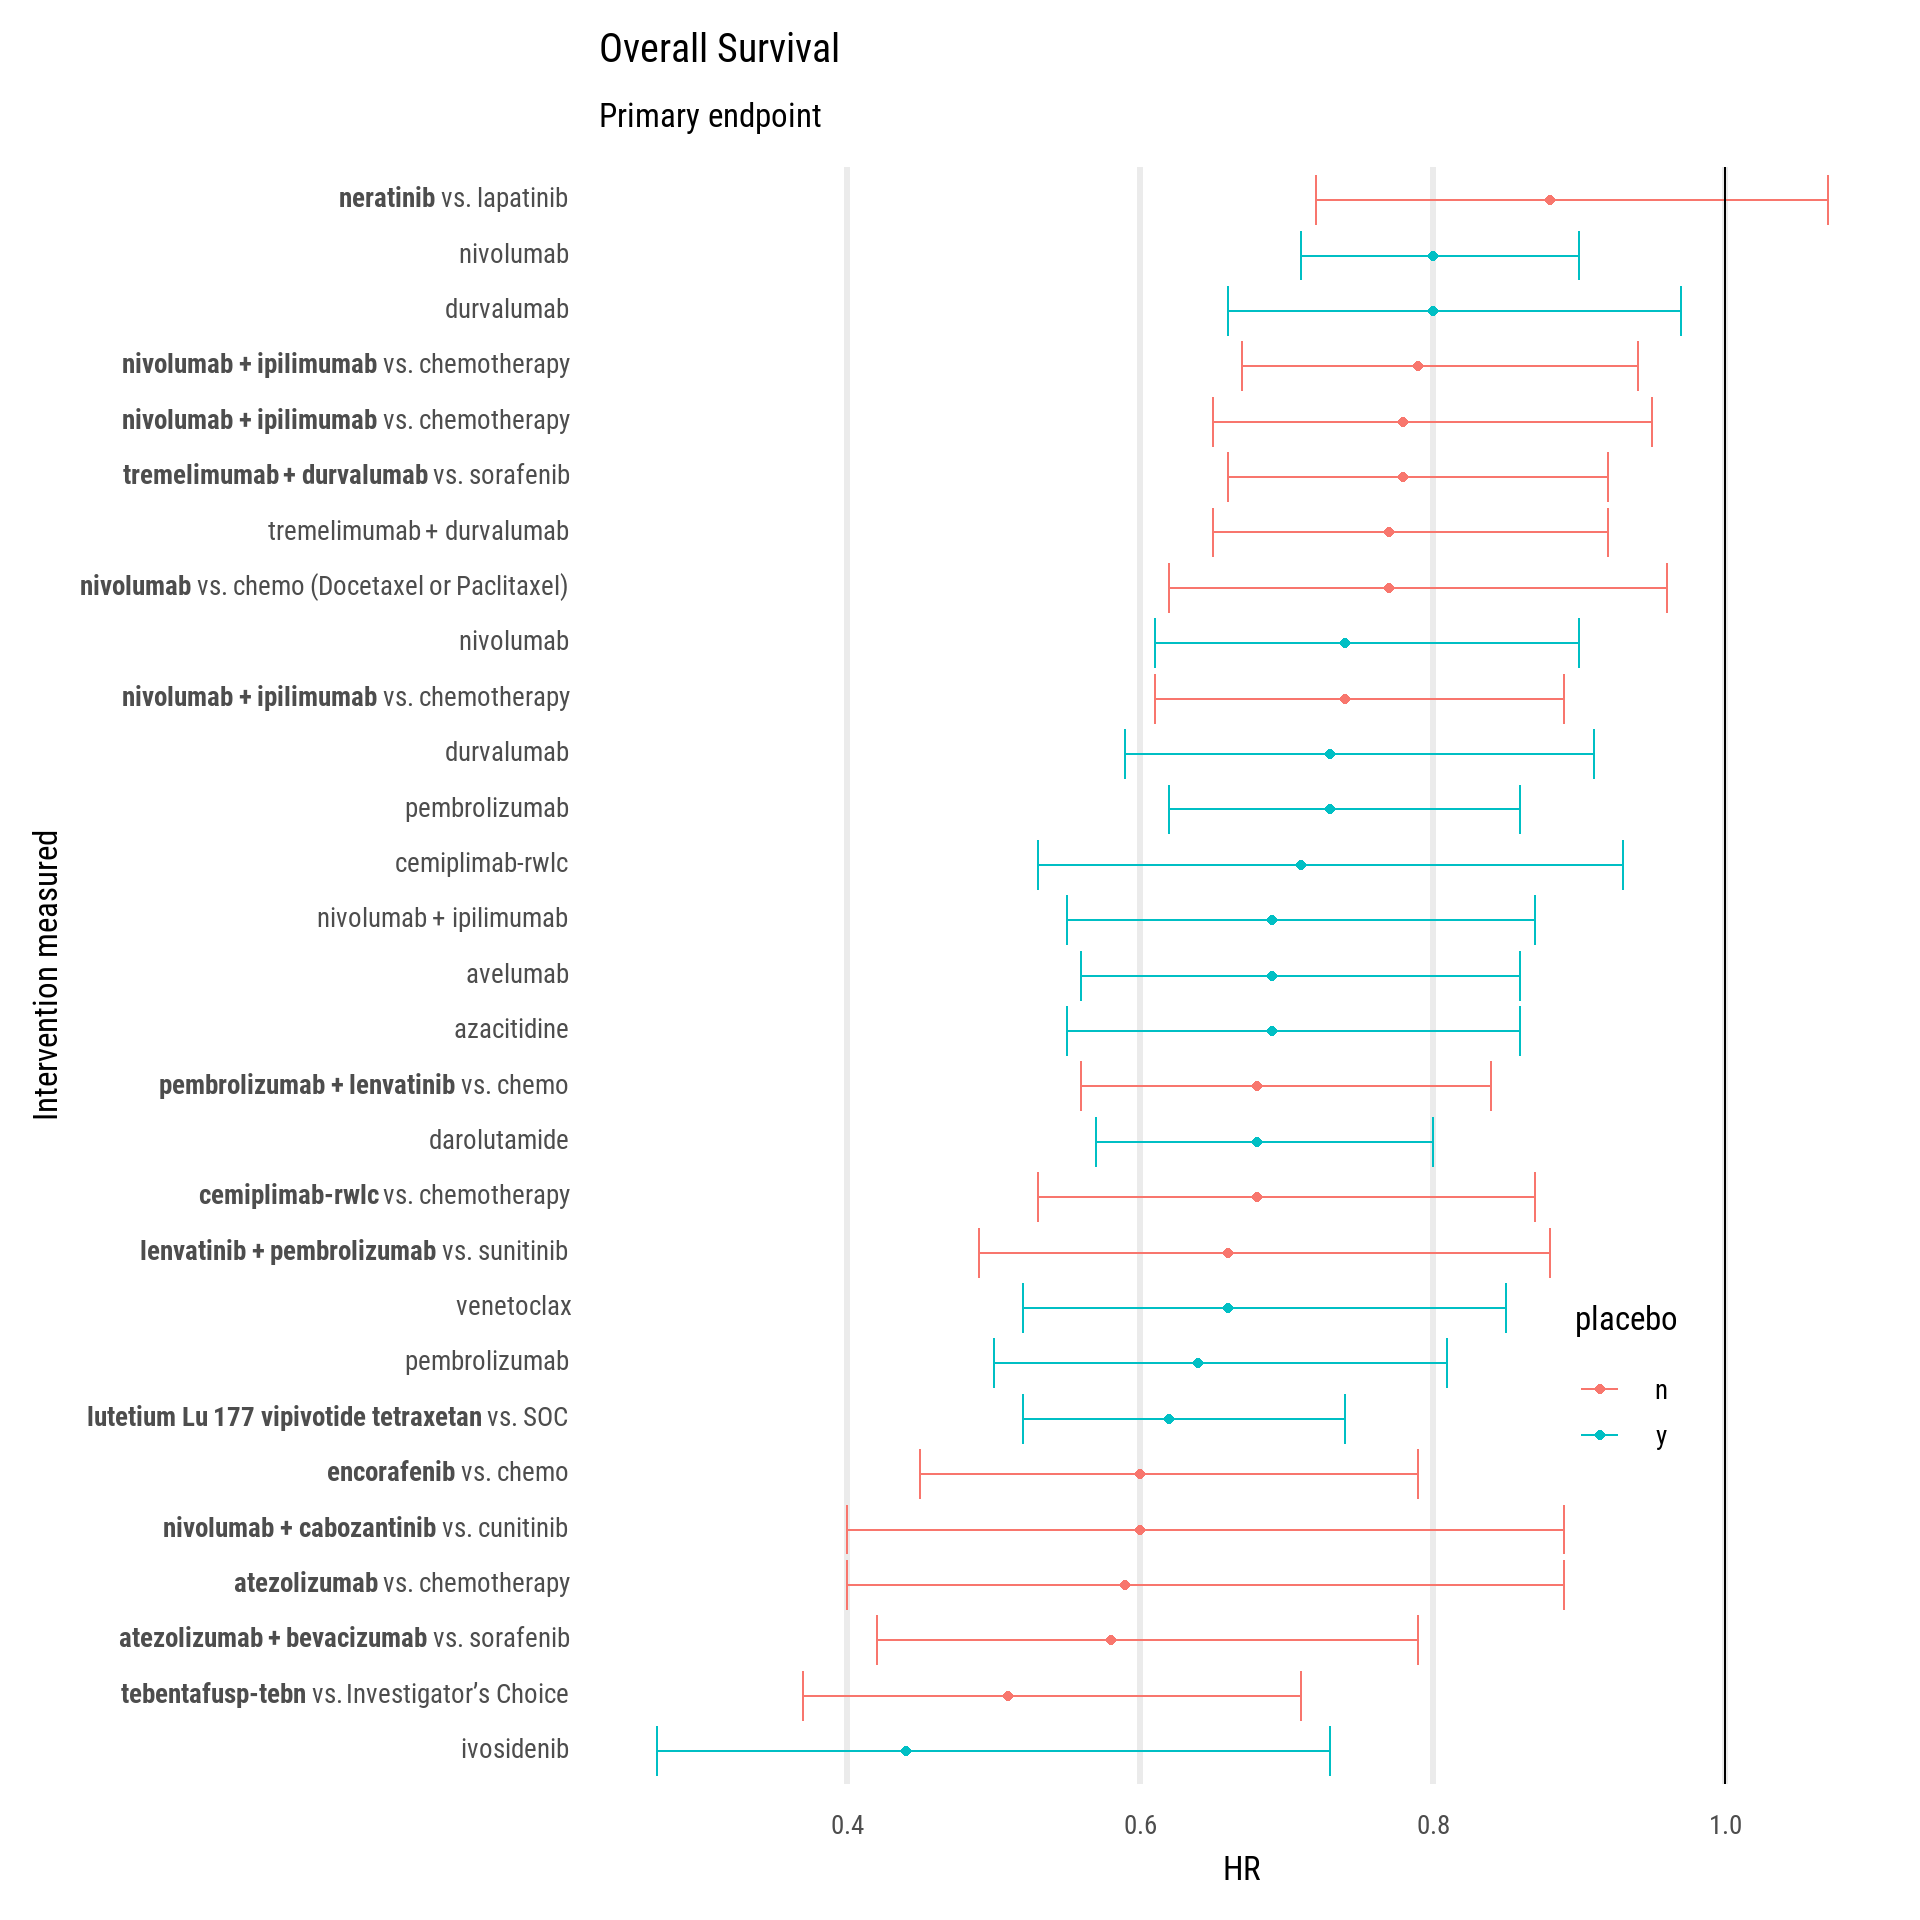 Overall Survival
Primary endpoint
neratinib vs. lapatinib
nivolumab
durvalumab
nivolumab + ipilimumab vs. chemotherapy
nivolumab + ipilimumab vs. chemotherapy
tremelimumab + durvalumab vs. sorafenib
tremelimumab + durvalumab
nivolumab vs. chemo (Docetaxel or Paclitaxel)
nivolumab
nivolumab + ipilimumab vs. chemotherapy
durvalumab
pembrolizumab
cemiplimab-rwlc
nivolumab + ipilimumab
avelumab
azacitidine
pembrolizumab + lenvatinib vs. chemo
darolutamide
cemiplimab-rwlc vs. chemotherapy
lenvatinib + pembrolizumab vs. sunitinib
venetoclax
pembrolizumab
lutetium Lu 177 vipivotide tetraxetan vs. SOC
encorafenib vs. chemo
nivolumab + cabozantinib vs. cunitinib
atezolizumab vs. chemotherapy
atezolizumab + bevacizumab vs. sorafenib
tebentafusp-tebn vs. Investigator’s Choice
ivosidenib
Intervention measured
placebo
n
y
0.4 0.6 0.8 1.0
HR